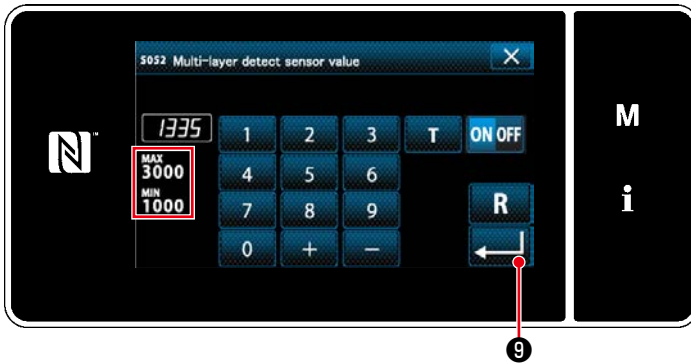 S052 Multi-layer detect sensor value X
1335
1 2 3 T ON OFF
MAX
3000
4 5 6
MIN
1000
7 8 9 R
0 + −
M
i
N
❾